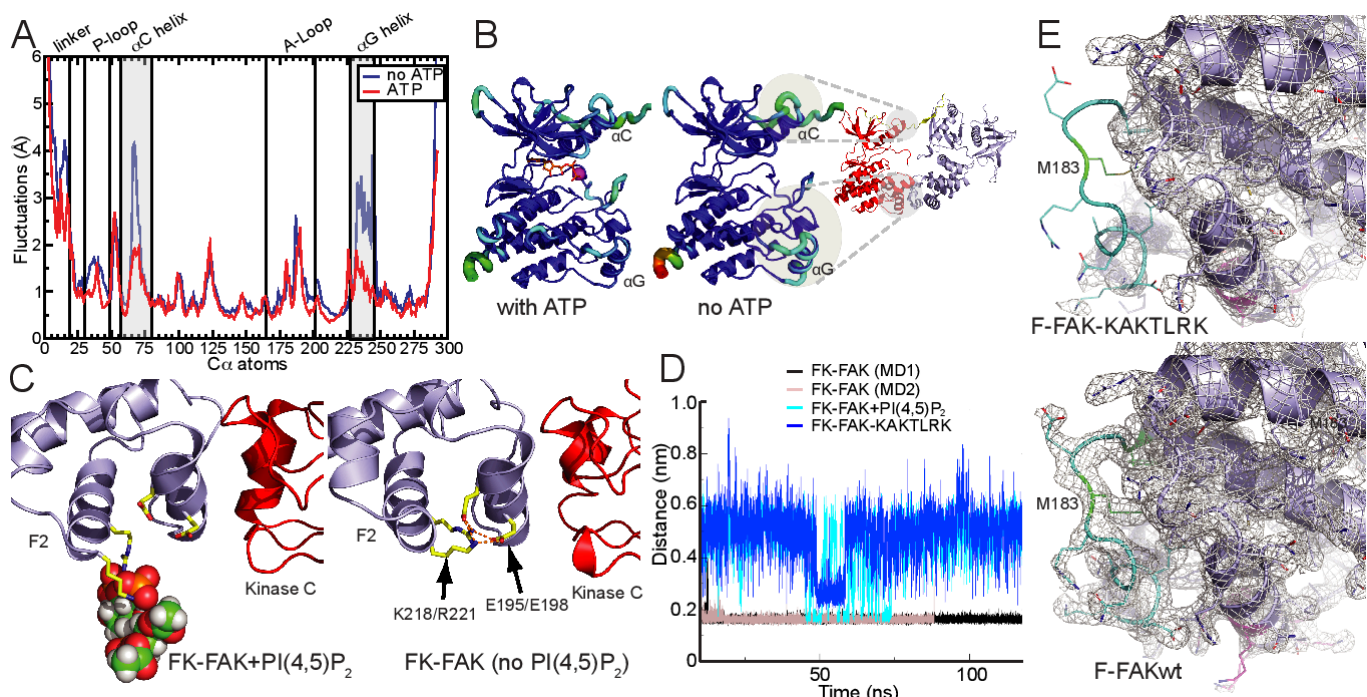 A
linker
P-loop
αC helix
A-Loop
αG helix
Fluctuations (Å)
6
5
4
3
2
1
0
no ATP
ATP
0 25 50 75 100 125 150 175 200 225 250 275 300
Cα atoms
B
αC
αG
with ATP
αC
αG
no ATP
C
F2
Kinase C
FK-FAK+PI(4,5)P2
F2
Kinase C
K218/R221
E195/E198
FK-FAK (no PI(4,5)P2)
D
FK-FAK (MD1)
FK-FAK (MD2)
FK-FAK+PI(4,5)P2
FK-FAK-KAKTLRK
Distance (nm)
1.0
0.8
0.6
0.4
0.2
50 100
Time (ns)
E
M183
F-FAK-KAKTLRK
M183
F-FAKwt